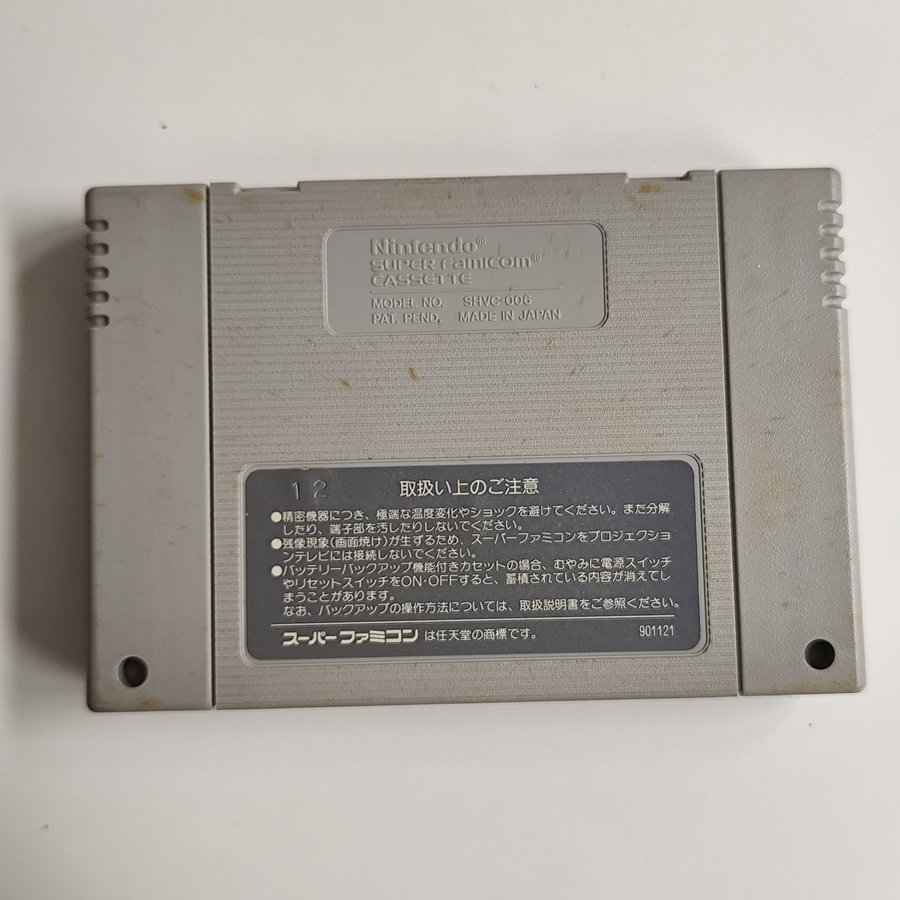 Nintendo®
SUPER Famicom®
CASSETTE
MODEL NO. SHVC-006
PAT. PEND. MADE IN JAPAN
12 取扱い上のご注意
●精密機器につき、極端な温度変化やショックを避けてください。また分解
したり、端子部を汚したりしないでください。
●残像現象(画面焼け)が生ずるため、スーパーファミコンをプロジェクショ
ンテレビには接続しないでください。
●バッテリーバックアップ機能付きカセットの場合、むやみに電源スイッチ
やリセットスイッチをON·OFFすると、蓄積されている内容が消えてし
まうことがあります。
なお、バックアップの操作方法については、取扱説明書をご参照ください。
スーパーファミコン は任天堂の商標です。 901121